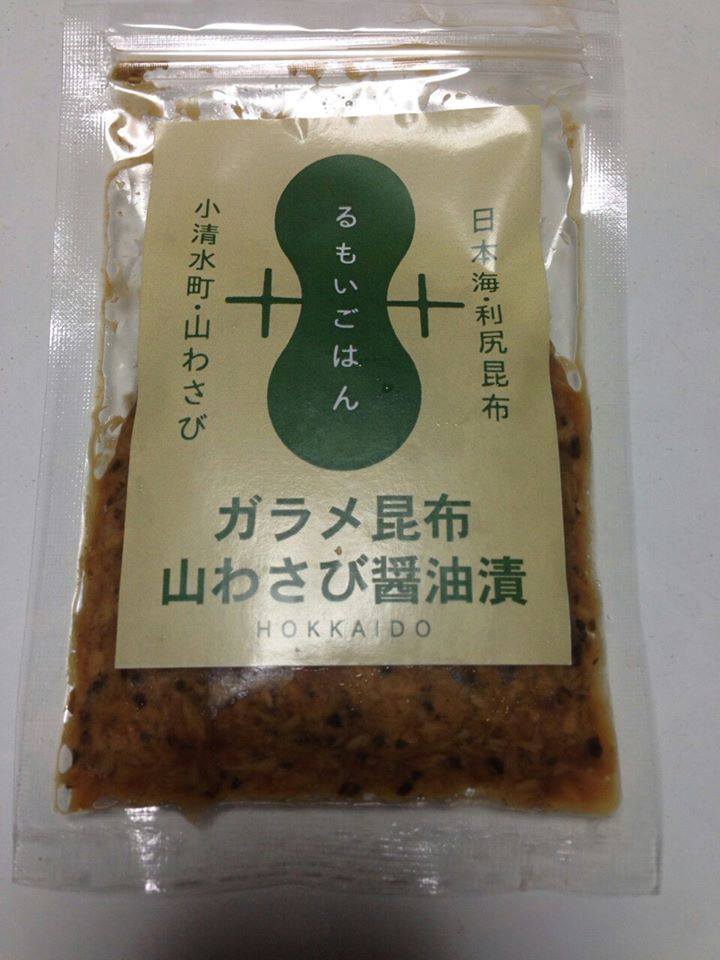 日本海・利尻昆布
るもいごはん
小清水町・山わさび
ガラメ昆布
山わさび醤油漬
HOKKAIDO